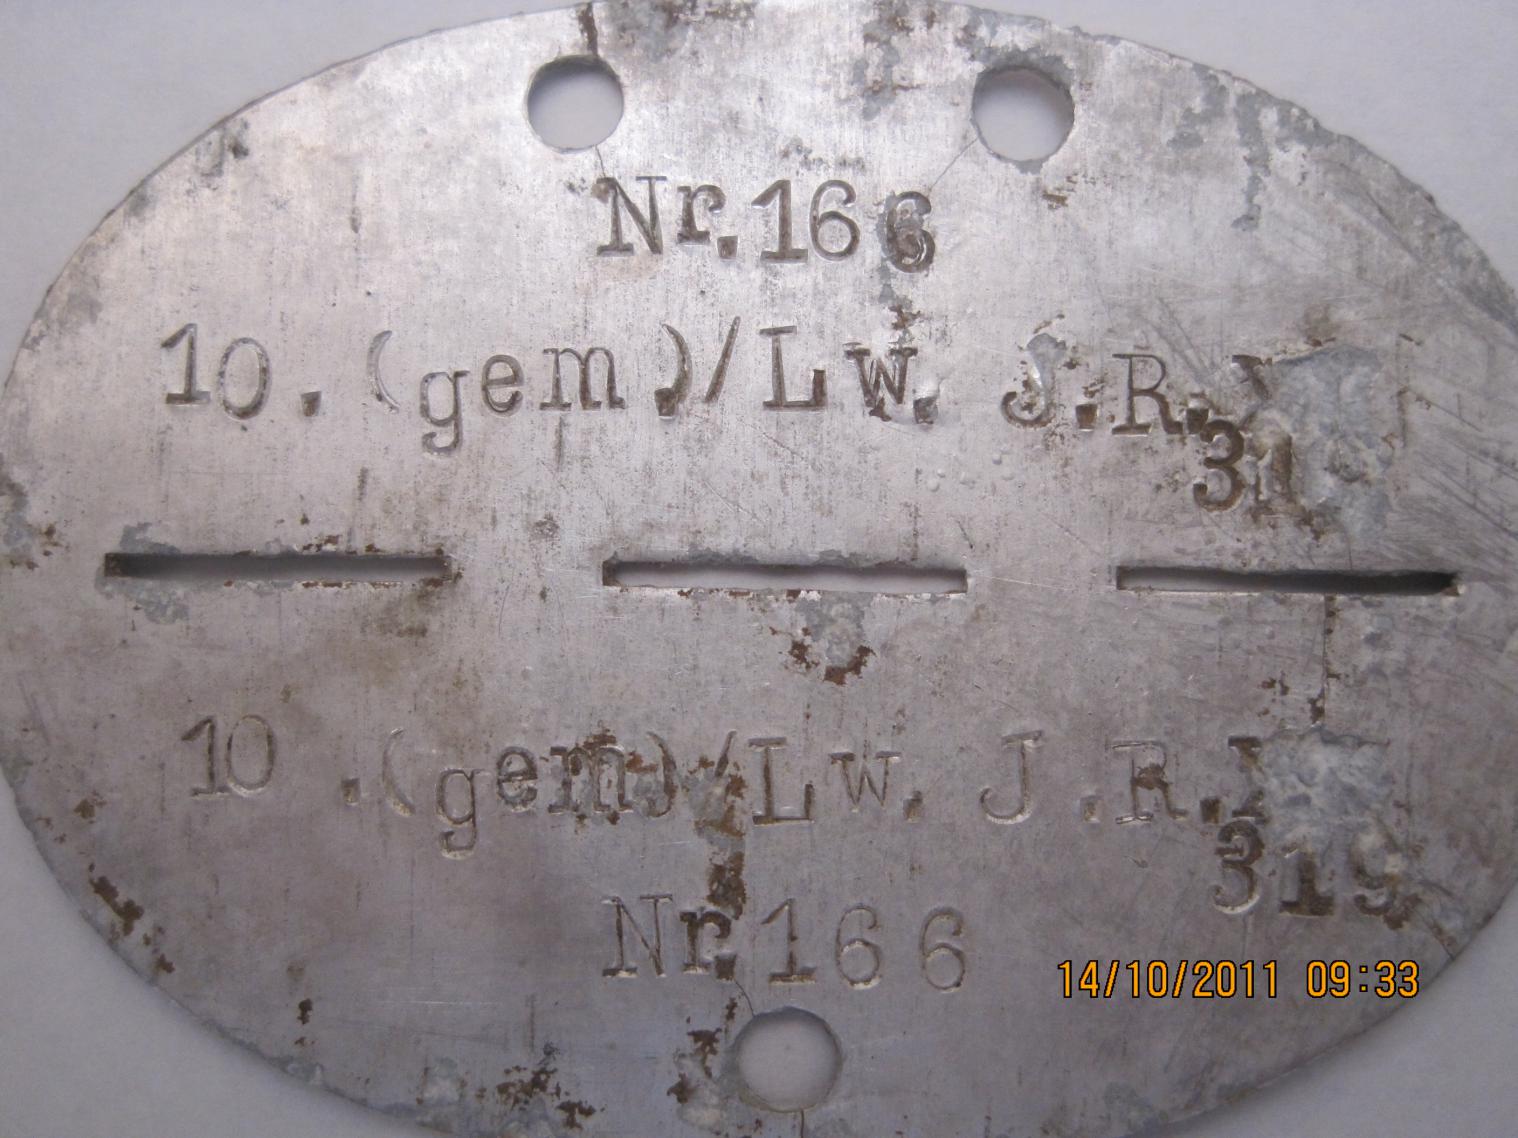 Nr.166
10.(gem)/Lw. J.R.
31
10.(gem)/Lw. J.R.
319
Nr.166
14/10/2011 09:33